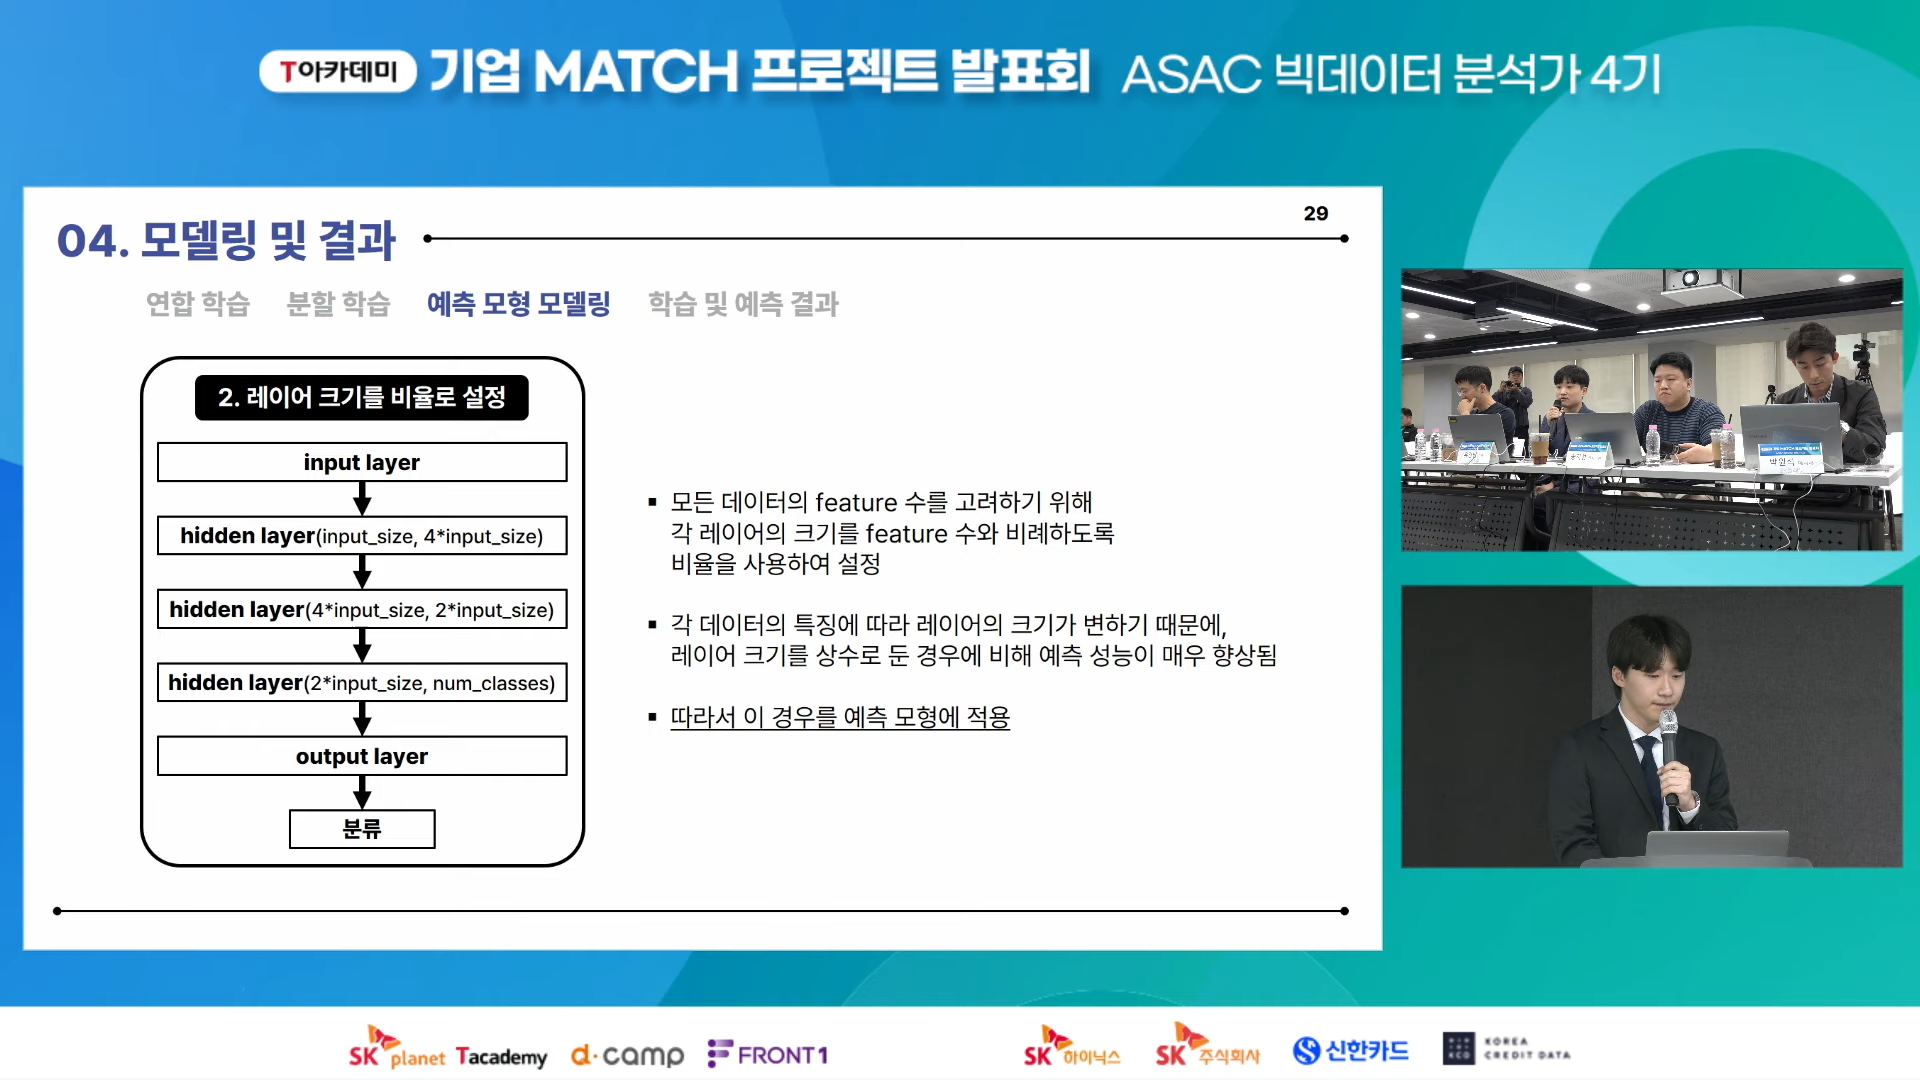 T아카데미 기업 MATCH 프로젝트 발표회 ASAC 빅데이터 분석가 4기
29
04. 모델링 및 결과
연합 학습 분할 학습 예측 모형 모델링 학습 및 예측 결과
2. 레이어 크기를 비율로 설정
input layer
hidden layer(input_size, 4*input_size)
hidden layer(4*input_size, 2*input_size)
hidden layer(2*input_size, num_classes)
output layer
분류
▪ 모든 데이터의 feature 수를 고려하기 위해
각 레이어의 크기를 feature 수와 비례하도록
비율을 사용하여 설정
▪ 각 데이터의 특징에 따라 레이어의 크기가 변하기 때문에,
레이어 크기를 상수로 둔 경우에 비해 예측 성능이 매우 향상됨
▪ 따라서 이 경우를 예측 모형에 적용
SK planet Tacademy d·camp FRONT1 SK 하이닉스 SK 주식회사 신한카드 KCD KOREA CREDIT DATA